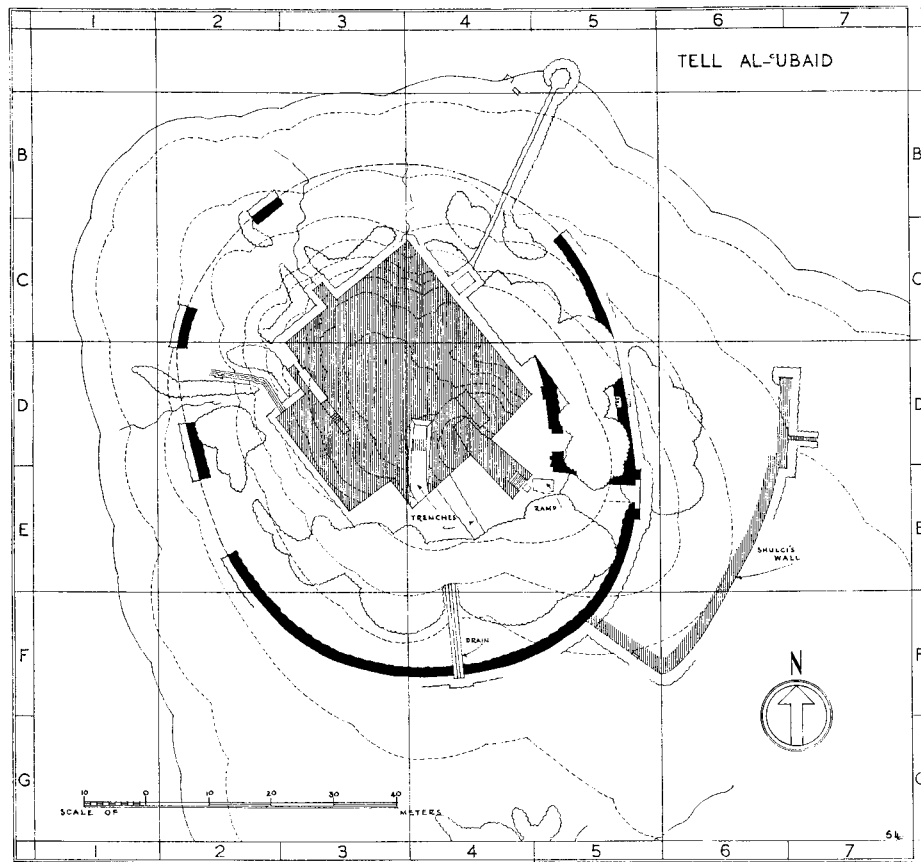 1 2 3 4 5 6 7
TELL AL-ʿUBAID
B B
C C
D D
E E
F F
G G
TRENCHES
RAMP
SHULGI'S
WALL
DRAIN
N
10 0 10 20 30 40
SCALE OF METERS
1 2 3 4 5 6 7